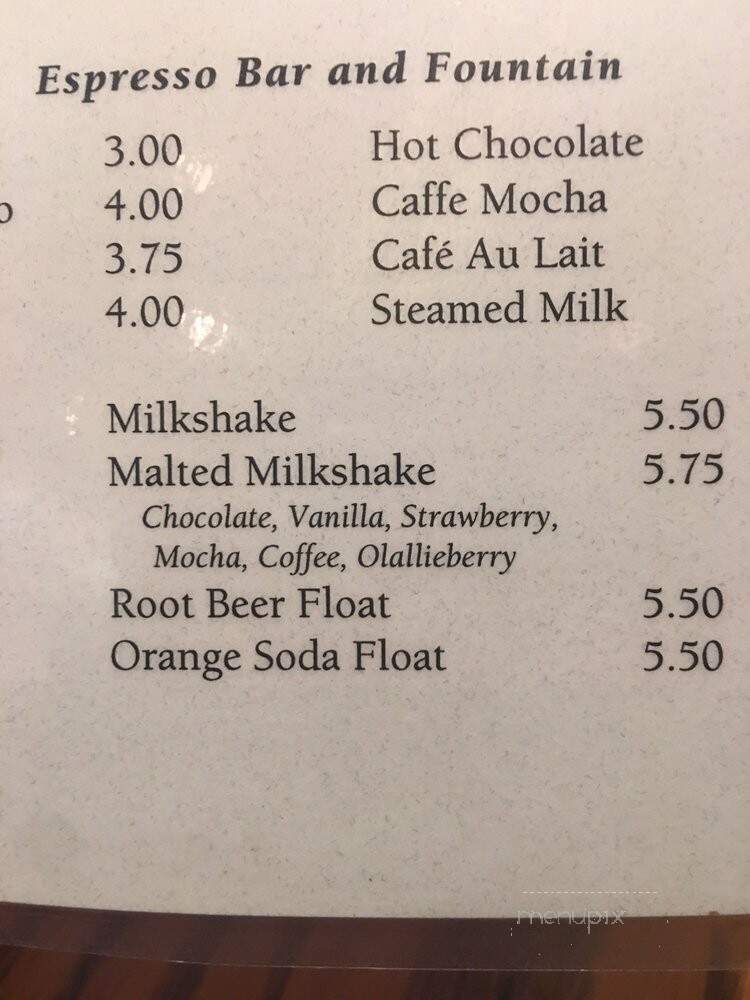 Espresso Bar and Fountain
3.00 Hot Chocolate
o 4.00 Caffe Mocha
3.75 Café Au Lait
4.00 Steamed Milk
Milkshake 5.50
Malted Milkshake 5.75
Chocolate, Vanilla, Strawberry,
Mocha, Coffee, Olallieberry
Root Beer Float 5.50
Orange Soda Float 5.50
menupix